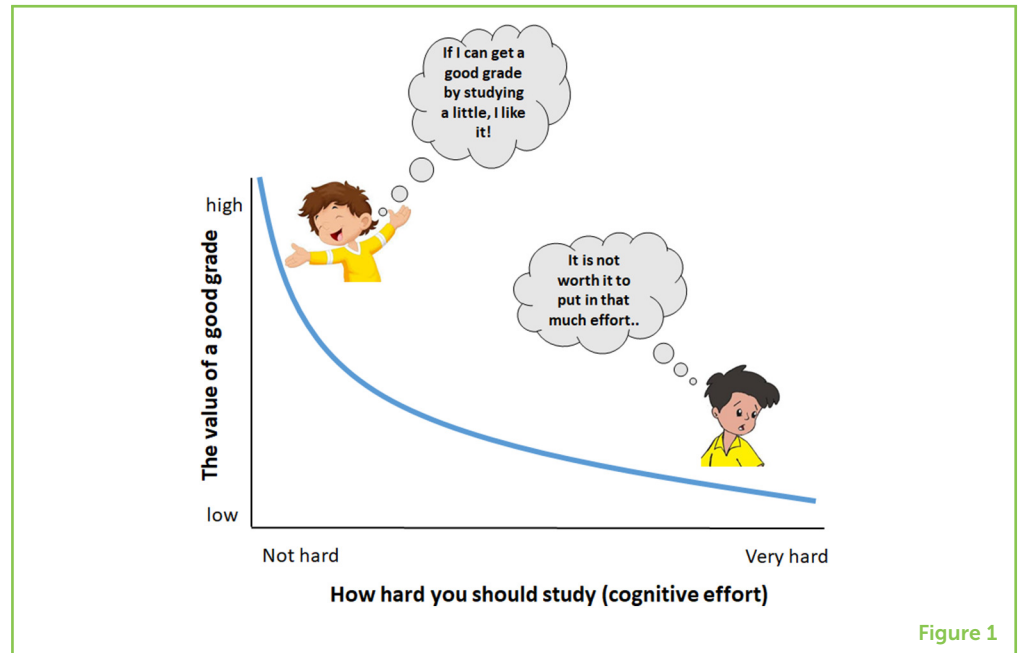 If I can get a
good grade
by studying
a little, I like
it!
high
It is not
worth it to
put in that
much effort..
The value of a good grade
low
Not hard
Very hard
How hard you should study (cognitive effort)
Figure 1